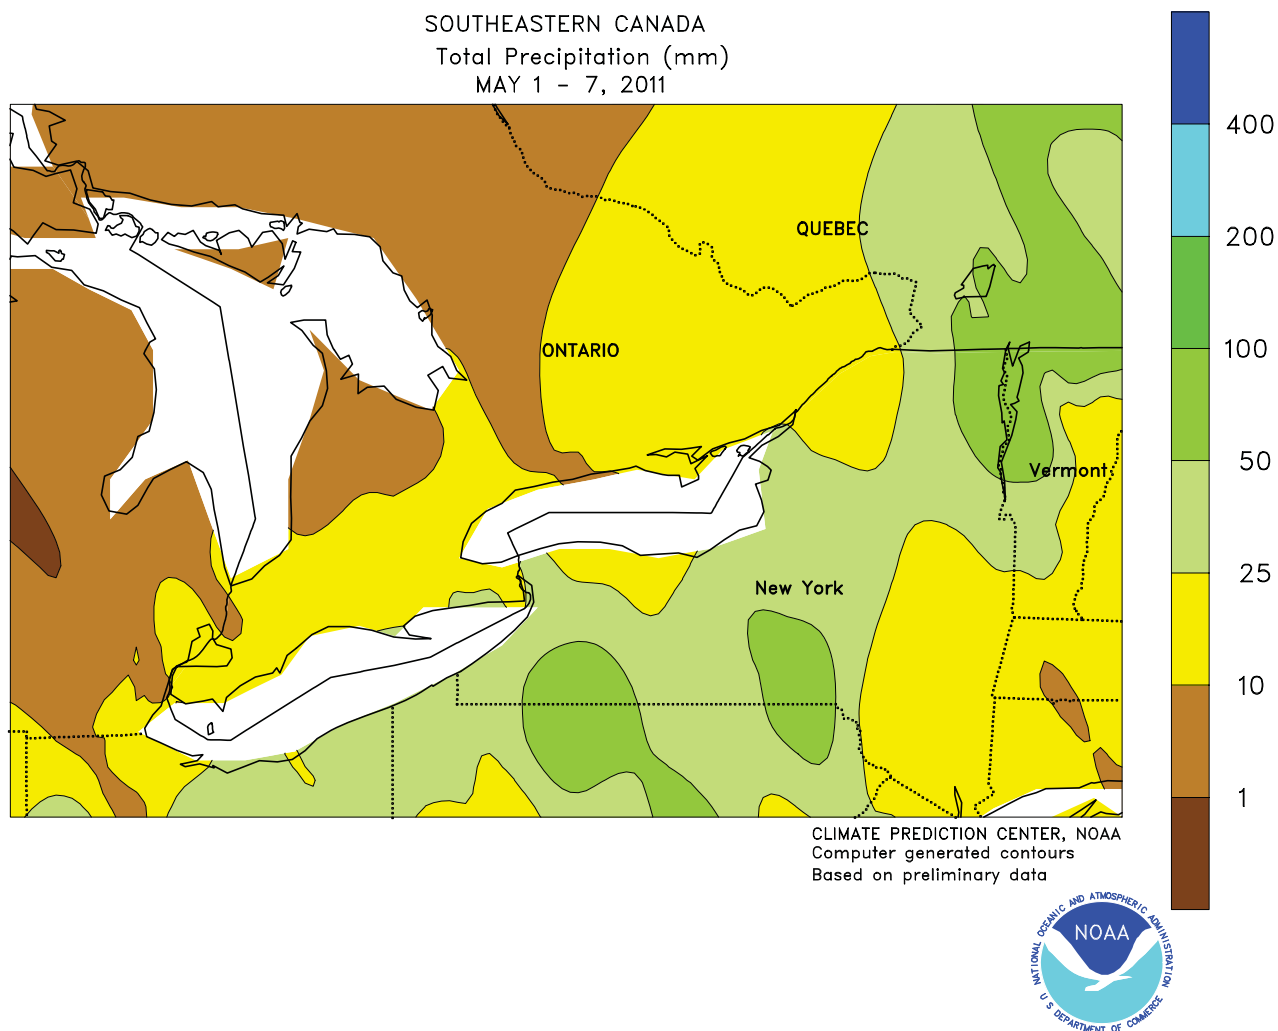 SOUTHEASTERN CANADA
Total Precipitation (mm)
MAY 1 - 7, 2011
400
200
100
50
25
10
1
QUEBEC
ONTARIO
Vermont
New York
CLIMATE PREDICTION CENTER, NOAA
Computer generated contours
Based on preliminary data
NATIONAL OCEANIC AND ATMOSPHERIC ADMINISTRATION
NOAA
U S DEPARTMENT OF COMMERCE